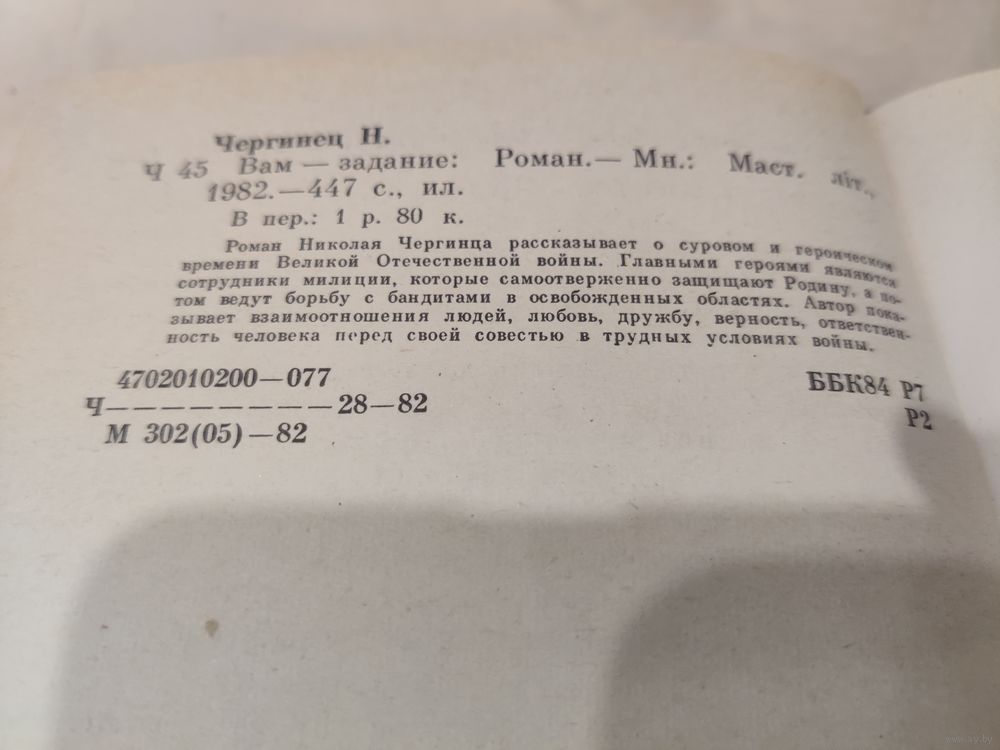 Чергинец Н.
Ч 45 Вам — задание: Роман.— Мн.: Маст. літ.,
1982.—447 с., ил.
В пер.: 1 р. 80 к.
Роман Николая Чергинца рассказывает о суровом и героическом
времени Великой Отечественной войны. Главными героями являются
сотрудники милиции, которые самоотверженно защищают Родину, а по-
том ведут борьбу с бандитами в освобожденных областях. Автор пока-
зывает взаимоотношения людей, любовь, дружбу, верность, ответствен-
ность человека перед своей совестью в трудных условиях войны.
4702010200—077
Ч—————————28—82
М 302(05)—82
ББК84 Р7
Р2
www.ay.by